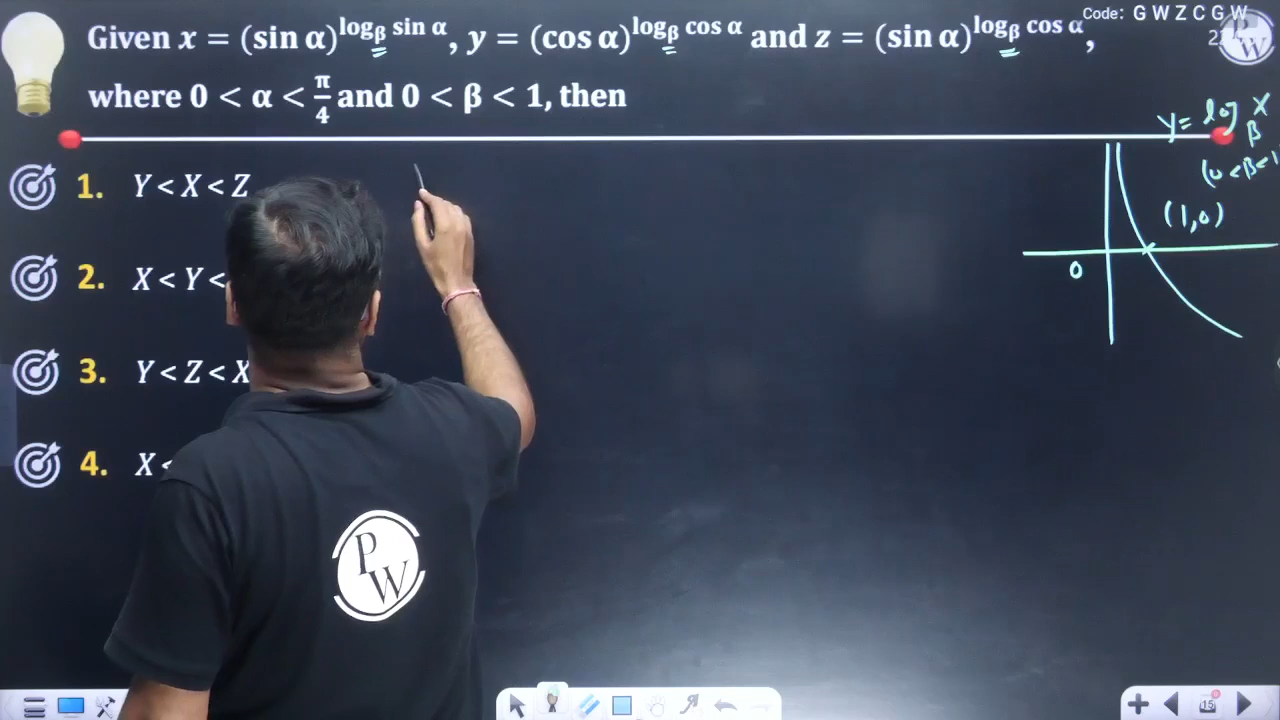 Code: G W Z C G W
Given x = (sin α)^{log_β sin α}, y = (cos α)^{log_β cos α} and z = (sin α)^{log_β cos α},
where 0 < α < π/4 and 0 < β < 1, then
y = log_β x
(0 < β < 1
(1,0)
0
1. Y < X < Z
2. X < Y <
3. Y < Z < X
4. X <
PW
15